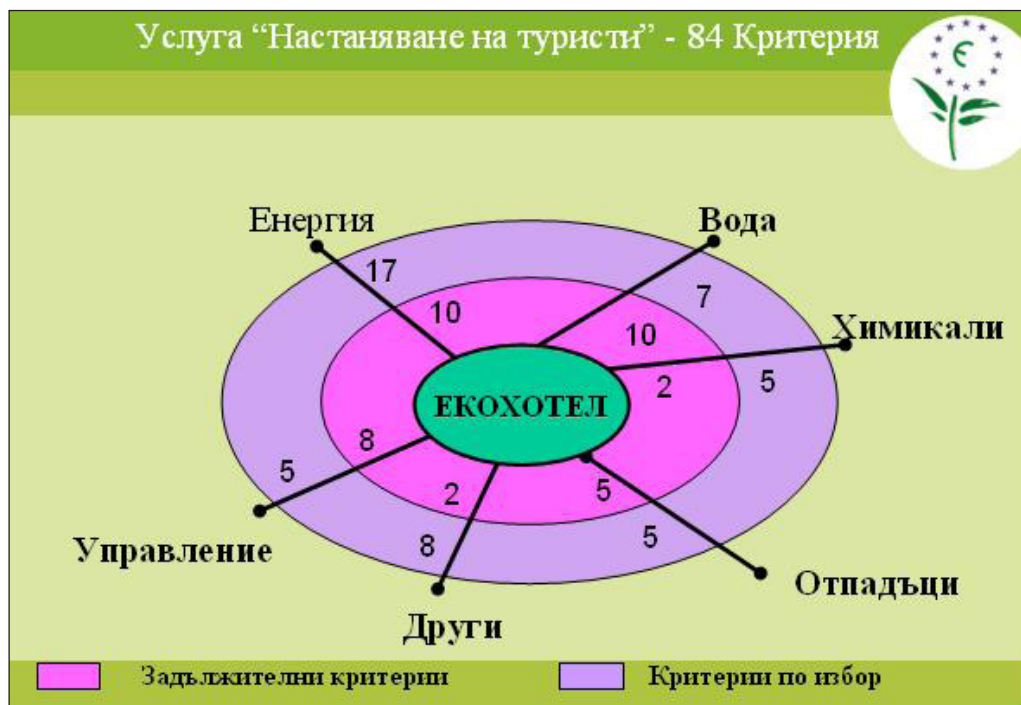 Услуга “Настаняване на туристи” - 84 Критерия
Є
Енергия
Вода
17
7
10
10
Химикали
2
5
ЕКОХОТЕЛ
8
5
2
5
8
5
Управление
Отпадъци
Други
Задължителни критерии
Критерии по избор